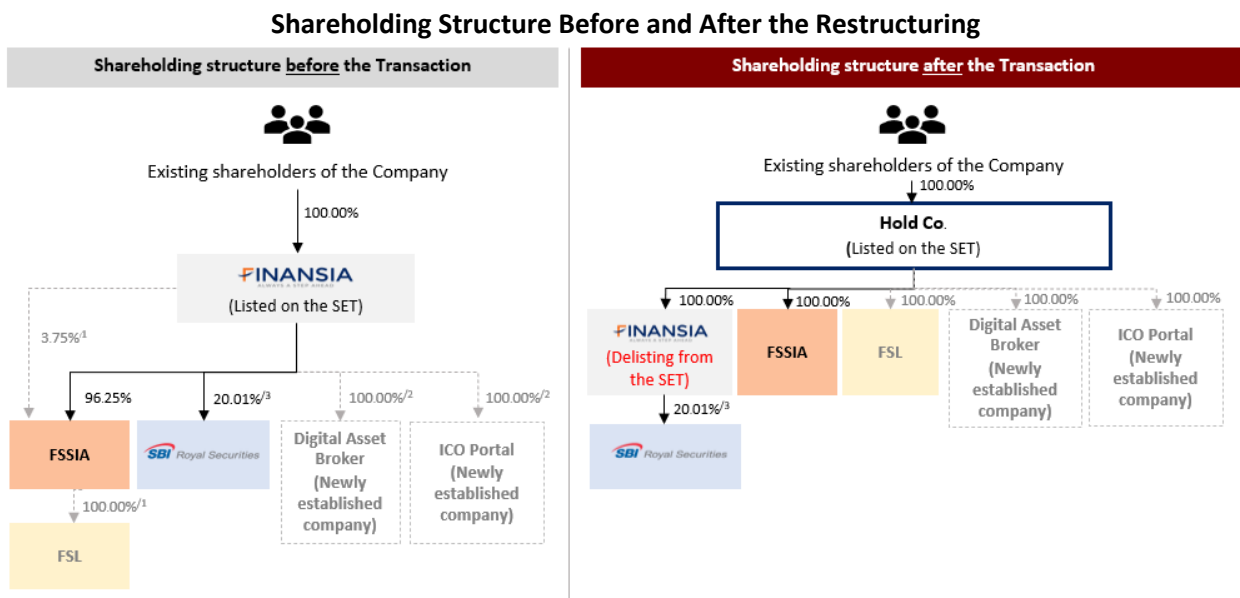 Shareholding Structure Before and After the Restructuring
Shareholding structure before the Transaction
Existing shareholders of the Company
100.00%
FINANSIA
ALWAYS A STEP AHEAD
(Listed on the SET)
3.75%/1
96.25%
20.01%/3
100.00%/2
100.00%/2
FSSIA
SBI Royal Securities
Digital Asset
Broker
(Newly
established
company)
ICO Portal
(Newly
established
company)
100.00%/1
FSL
Shareholding structure after the Transaction
Existing shareholders of the Company
100.00%
Hold Co.
(Listed on the SET)
100.00%
100.00%
100.00%
100.00%
100.00%
FINANSIA
ALWAYS A STEP AHEAD
(Delisting from
the SET)
FSSIA
FSL
Digital Asset
Broker
(Newly
established
company)
ICO Portal
(Newly
established
company)
20.01%/3
SBI Royal Securities